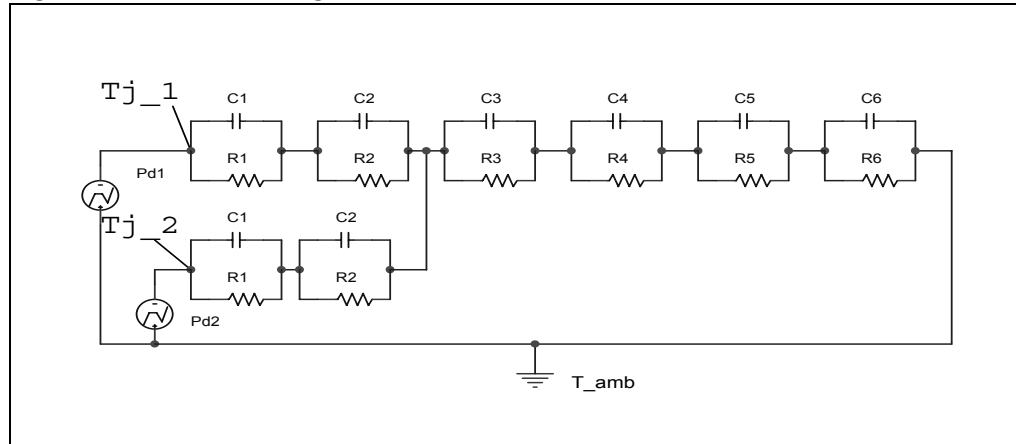 Tj_1
C1 C2 C3 C4 C5 C6
R1 R2 R3 R4 R5 R6
Pd1
Tj_2
C1 C2
R1 R2
Pd2
T_amb